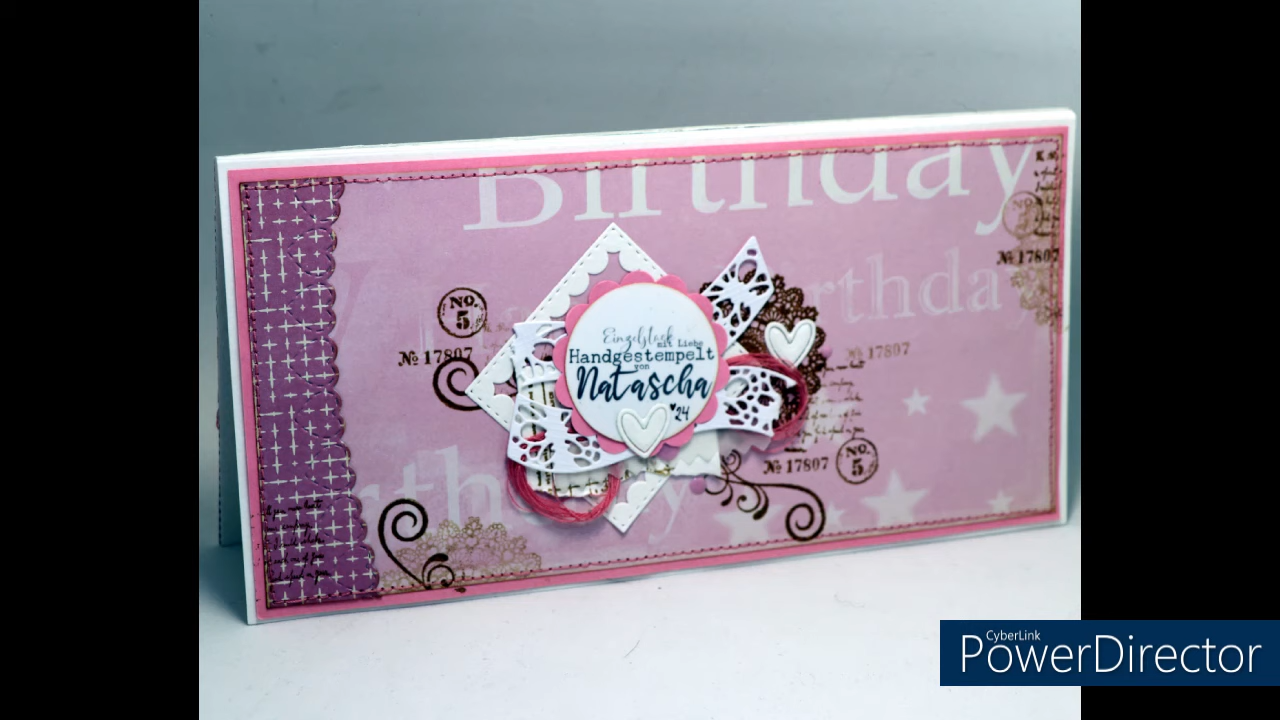 Birthday
Birthday
NO.
5
№ 17807
Einzelstück
mit Liebe
Handgestempelt
von
Natascha
'24
№ 17807
№ 17807
NO.
5
№ 17807
rthday
CyberLink
PowerDirector